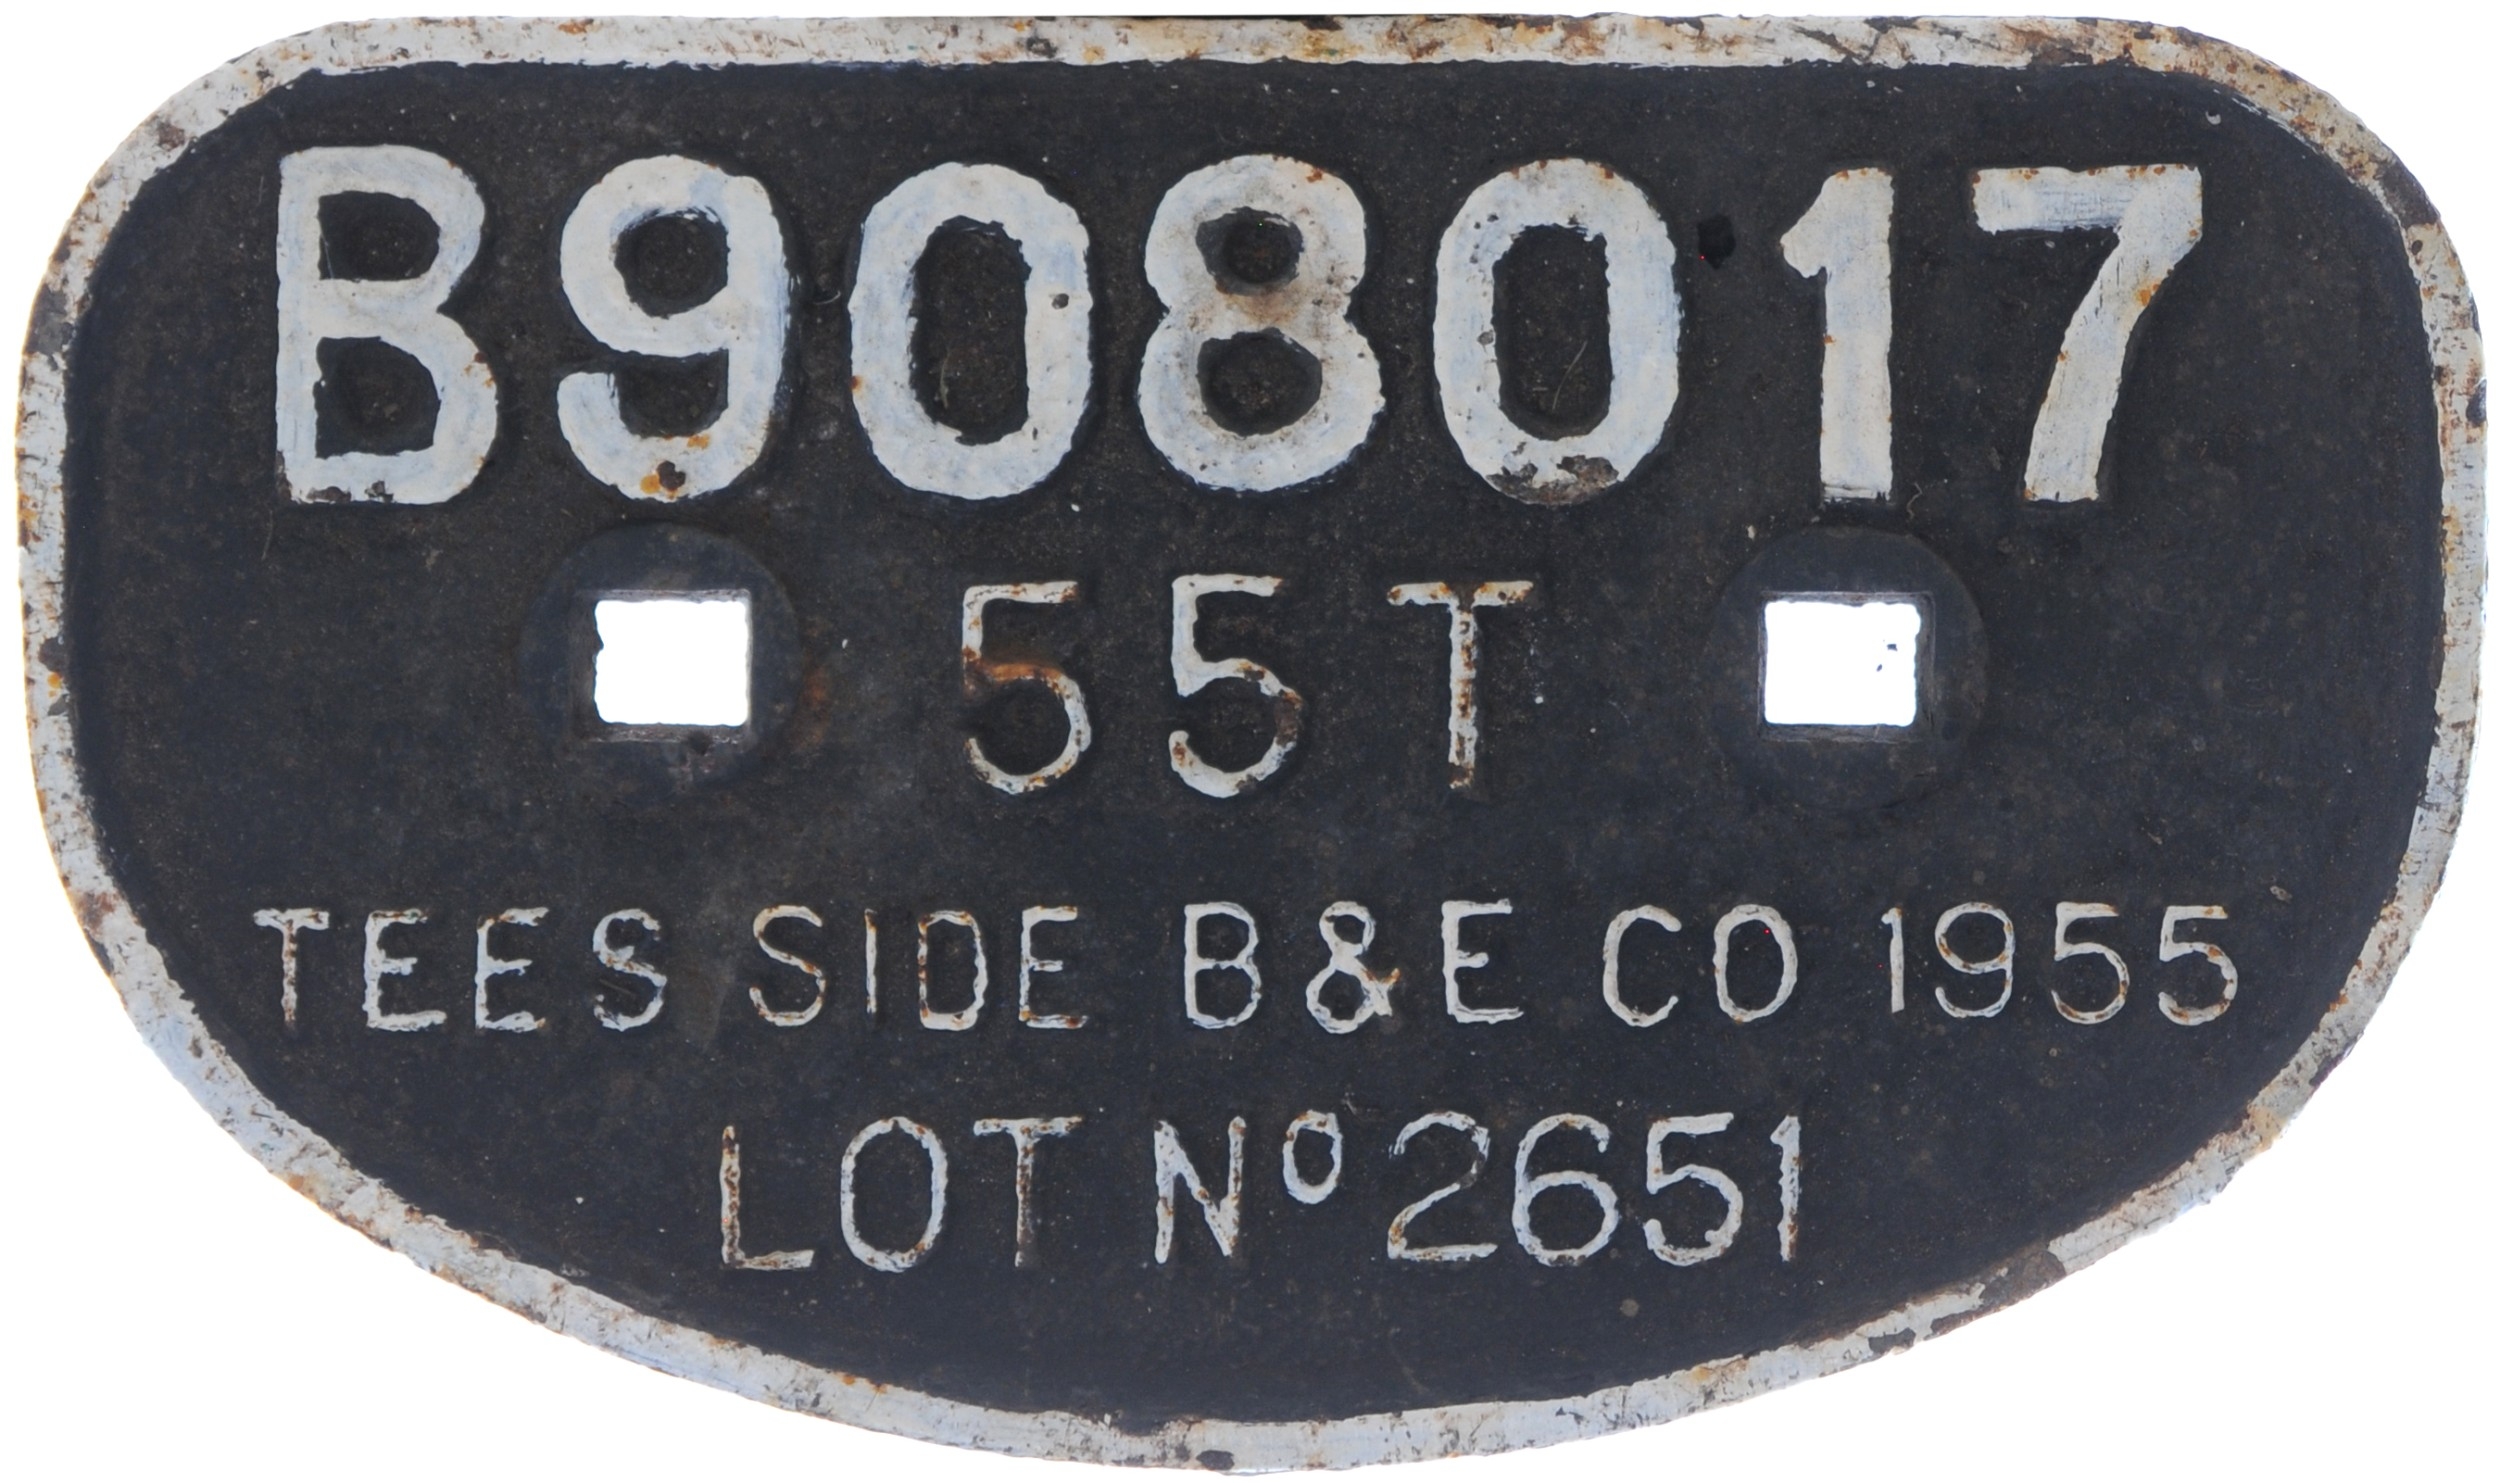 B908017
55T
TEES SIDE B&E CO 1955
LOT Nº 2651